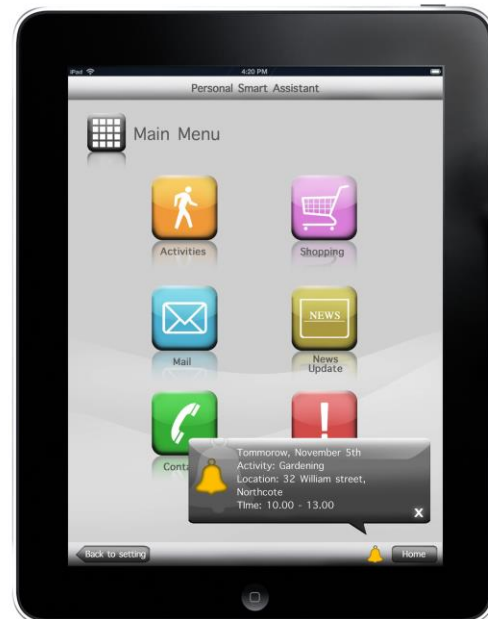 iPad
4:20 PM
Personal Smart Assistant
Main Menu
Activities
Shopping
Mail
NEWS
News
Update
Tommorow, November 5th
Activity: Gardening
Location: 32 William street,
Northcote
TIme: 10.00 - 13.00
X
Back to setting
Home